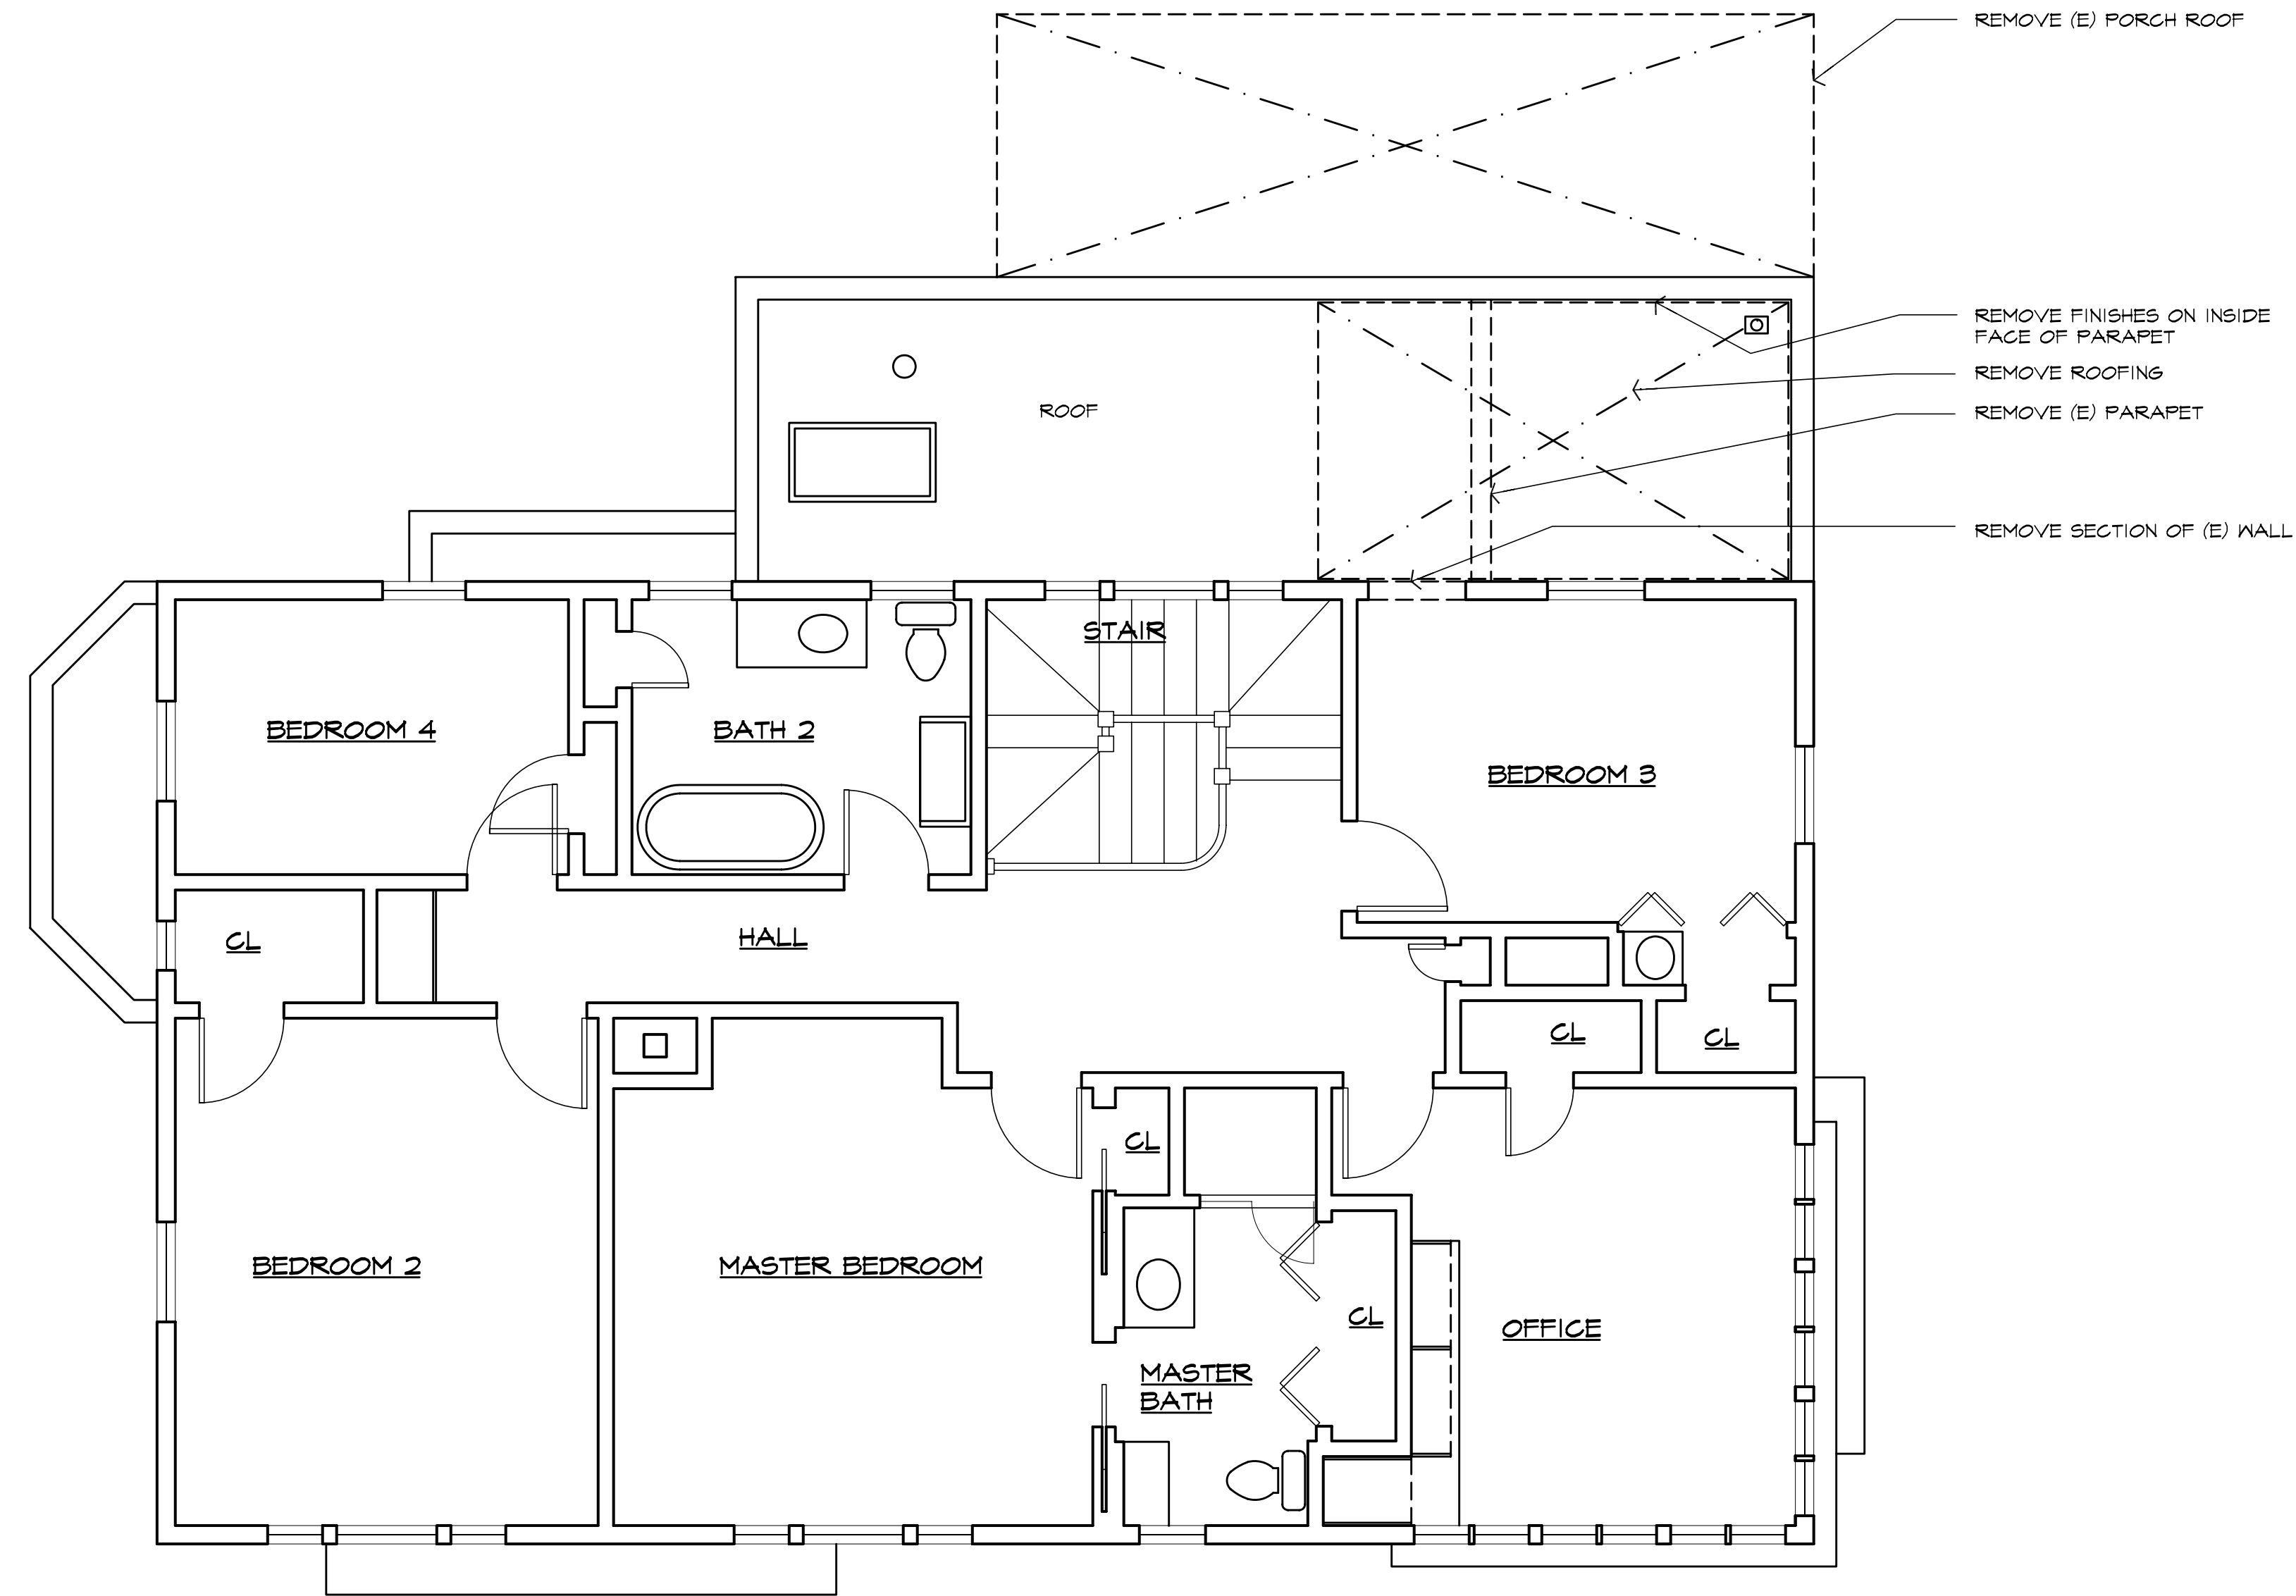 REMOVE (E) PORCH ROOF
REMOVE FINISHES ON INSIDE
FACE OF PARAPET
REMOVE ROOFING
REMOVE (E) PARAPET
REMOVE SECTION OF (E) WALL
ROOF
STAIR
BEDROOM 4
BATH 2
BEDROOM 3
CL
HALL
CL
CL
CL
BEDROOM 2
MASTER BEDROOM
CL
OFFICE
MASTER
BATH